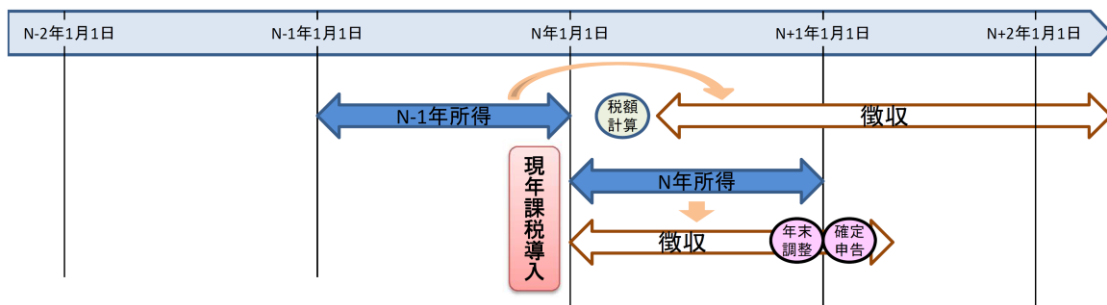 N-2年1月1日
N-1年1月1日
N年1月1日
N+1年1月1日
N+2年1月1日
N-1年所得
税額
計算
徴収
現年課税導入
N年所得
徴収
年末
調整
確定
申告